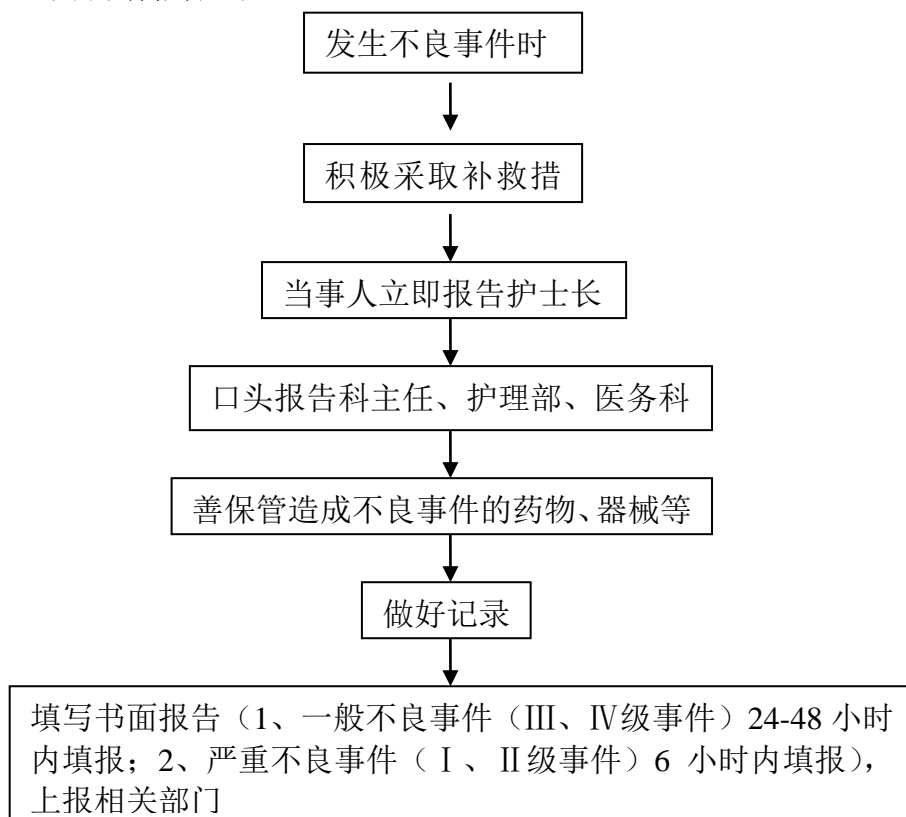 发生不良事件时
积极采取补救措
当事人立即报告护士长
口头报告科主任、护理部、医务科
善保管造成不良事件的药物、器械等
做好记录
填写书面报告（1、一般不良事件（Ⅲ、Ⅳ级事件）24-48 小时
内填报；2、严重不良事件（Ⅰ、Ⅱ级事件）6 小时内填报），
上报相关部门